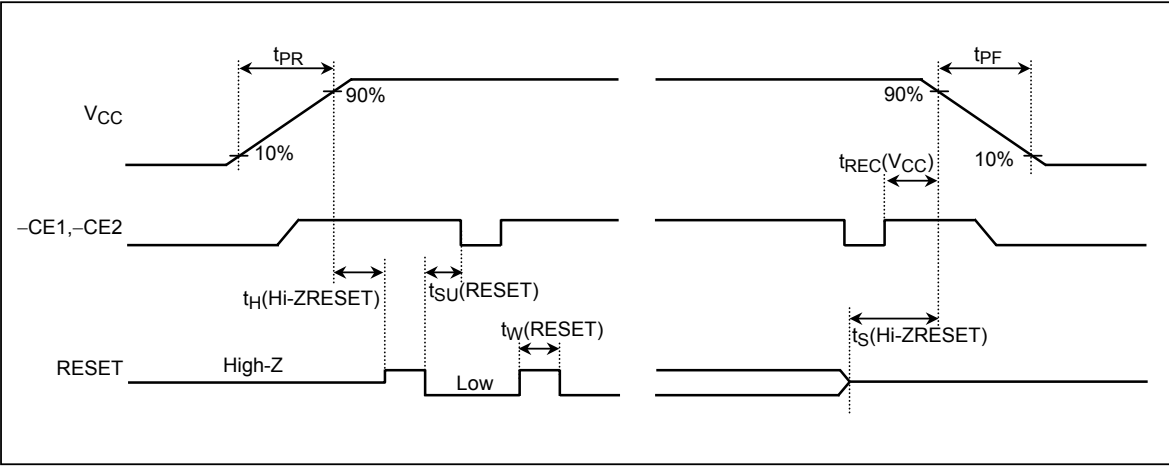 tPR
tPF
90%
90%
VCC
10%
10%
tREC(VCC)
–CE1,–CE2
tH(Hi-ZRESET)
tSU(RESET)
tW(RESET)
tS(Hi-ZRESET)
RESET
High-Z
Low